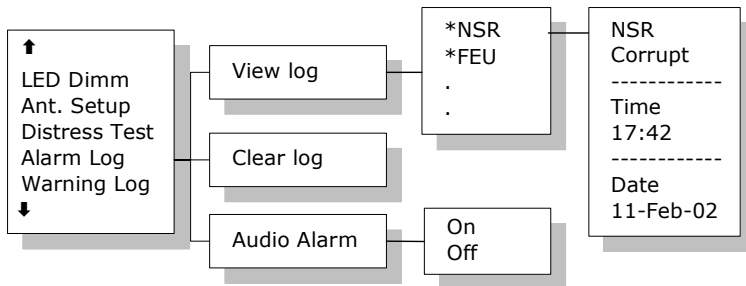 ⬆
LED Dimm
Ant. Setup
Distress Test
Alarm Log
Warning Log
⬇
View log
Clear log
Audio Alarm
*NSR
*FEU
.
.
On
Off
NSR
Corrupt
------------
Time
17:42
------------
Date
11-Feb-02